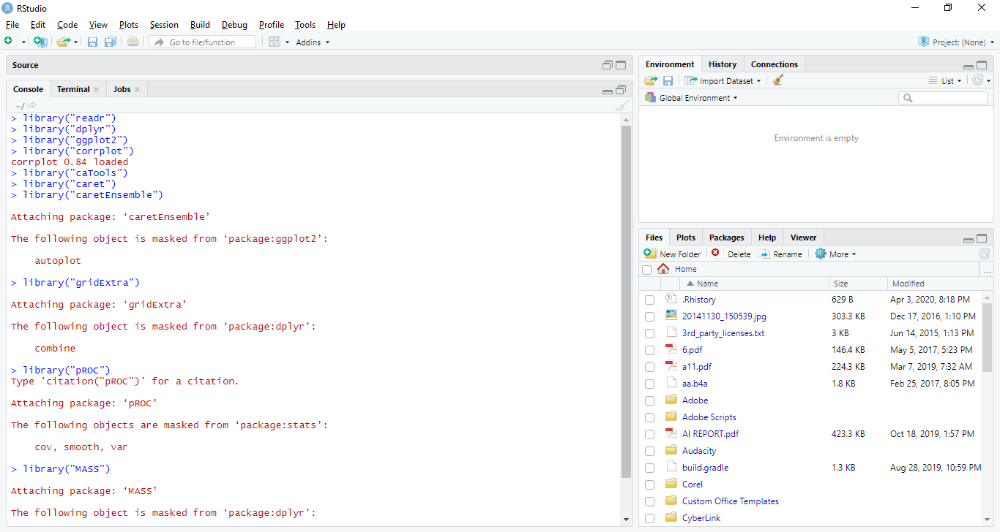 RStudio
File Edit Code View Plots Session Build Debug Profile Tools Help
Go to file/function Addins Project: (None)
Source
Console Terminal Jobs
~/
> library("readr")
> library("dplyr")
> library("ggplot2")
> library("corrplot")
corrplot 0.84 loaded
> library("caTools")
> library("caret")
> library("caretEnsemble")
Attaching package: ‘caretEnsemble’
The following object is masked from ‘package:ggplot2’:
autoplot
> library("gridExtra")
Attaching package: ‘gridExtra’
The following object is masked from ‘package:dplyr’:
combine
> library("pROC")
Type 'citation("pROC")' for a citation.
Attaching package: ‘pROC’
The following objects are masked from ‘package:stats’:
cov, smooth, var
> library("MASS")
Attaching package: ‘MASS’
The following object is masked from ‘package:dplyr’:
Environment History Connections
Import Dataset List
Global Environment
Environment is empty
Files Plots Packages Help Viewer
New Folder Delete Rename More
Home ...
Name Size Modified
.Rhistory 629 B Apr 3, 2020, 8:18 PM
20141130_150539.jpg 303.3 KB Dec 17, 2016, 1:10 PM
3rd_party_licenses.txt 3 KB Jun 14, 2015, 1:13 PM
6.pdf 146.4 KB May 5, 2017, 5:23 PM
a11.pdf 224.3 KB Mar 7, 2019, 7:32 AM
aa.b4a 1.8 KB Feb 25, 2017, 8:05 PM
Adobe
Adobe Scripts
AI REPORT.pdf 423.3 KB Oct 18, 2019, 1:57 PM
Audacity
build.gradle 1.3 KB Aug 28, 2019, 10:59 PM
Corel
Custom Office Templates
CyberLink